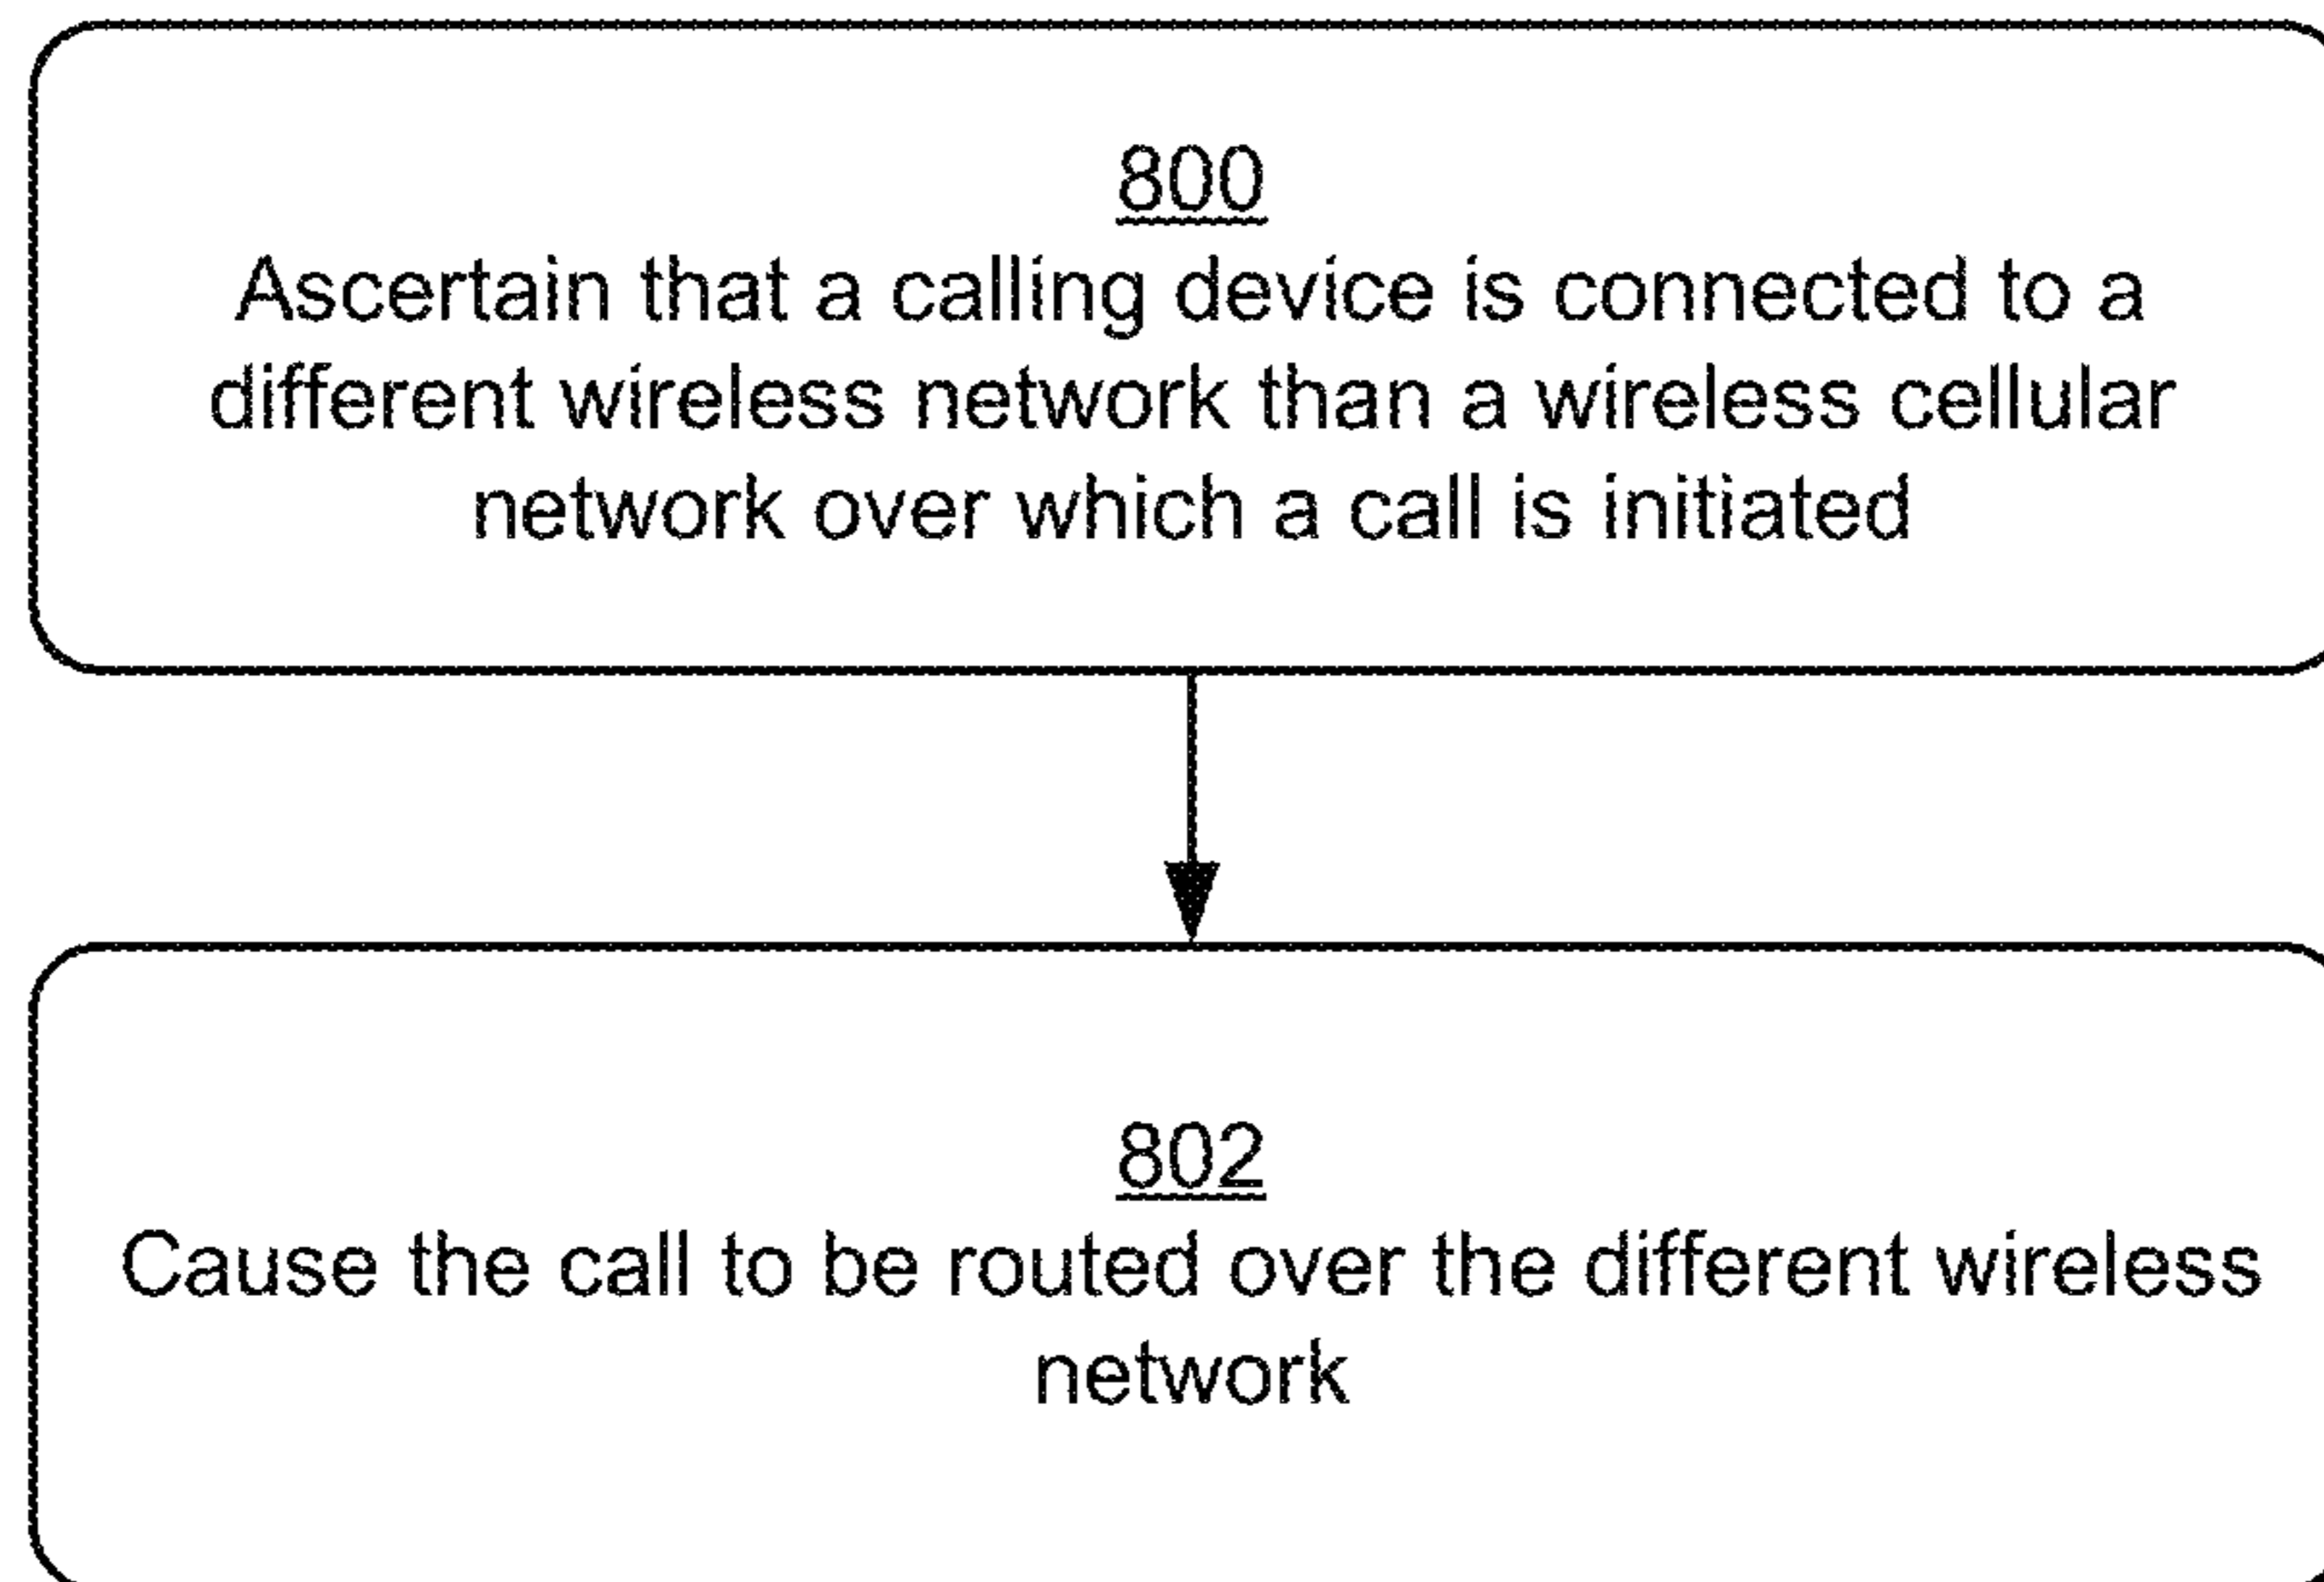 800
Ascertain that a calling device is connected to a
different wireless network than a wireless cellular
network over which a call is initiated
802
Cause the call to be routed over the different wireless
network